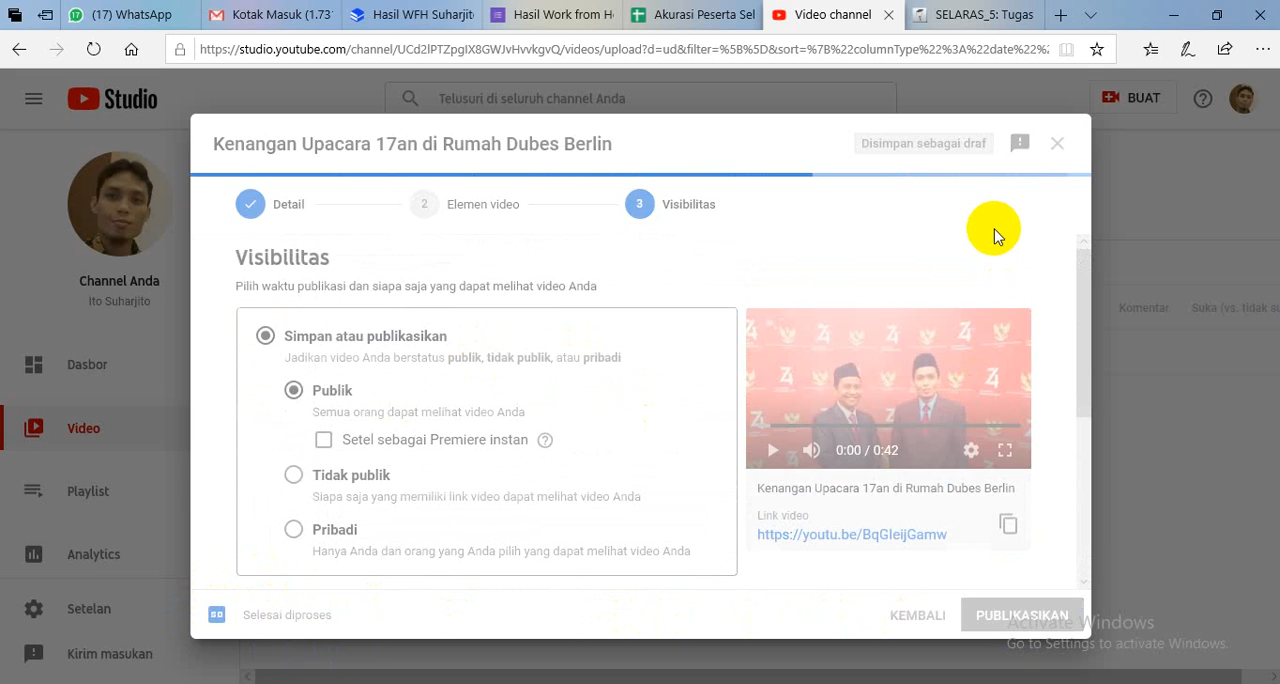 (17) WhatsApp
Kotak Masuk (1.73
Hasil WFH Suharjito
Hasil Work from Ho
Akurasi Peserta Sel
Video channel
SELARAS_5: Tugas
https://studio.youtube.com/channel/UCd2lPTZpgIX8GWJvHvvkgvQ/videos/upload?d=ud&filter=%5B%5D&sort=%7B%22columnType%22%3A%22date%22%2
Studio
Telusuri di seluruh channel Anda
BUAT
Kenangan Upacara 17an di Rumah Dubes Berlin
Disimpan sebagai draf
Detail
2
Elemen video
3
Visibilitas
Visibilitas
Pilih waktu publikasi dan siapa saja yang dapat melihat video Anda
Channel Anda
Ito Suharjito
Komentar
Suka (vs. tidak su
Simpan atau publikasikan
Jadikan video Anda berstatus publik, tidak publik, atau pribadi
Publik
Semua orang dapat melihat video Anda
Setel sebagai Premiere instan
Tidak publik
Siapa saja yang memiliki link video dapat melihat video Anda
Pribadi
Hanya Anda dan orang yang Anda pilih yang dapat melihat video Anda
0:00 / 0:42
Kenangan Upacara 17an di Rumah Dubes Berlin
Link video
https://youtu.be/BqGleijGamw
Dasbor
Video
Playlist
Analytics
Setelan
Kirim masukan
SD
Selesai diproses
KEMBALI
PUBLIKASIKAN
Activate Windows
Go to Settings to activate Windows.